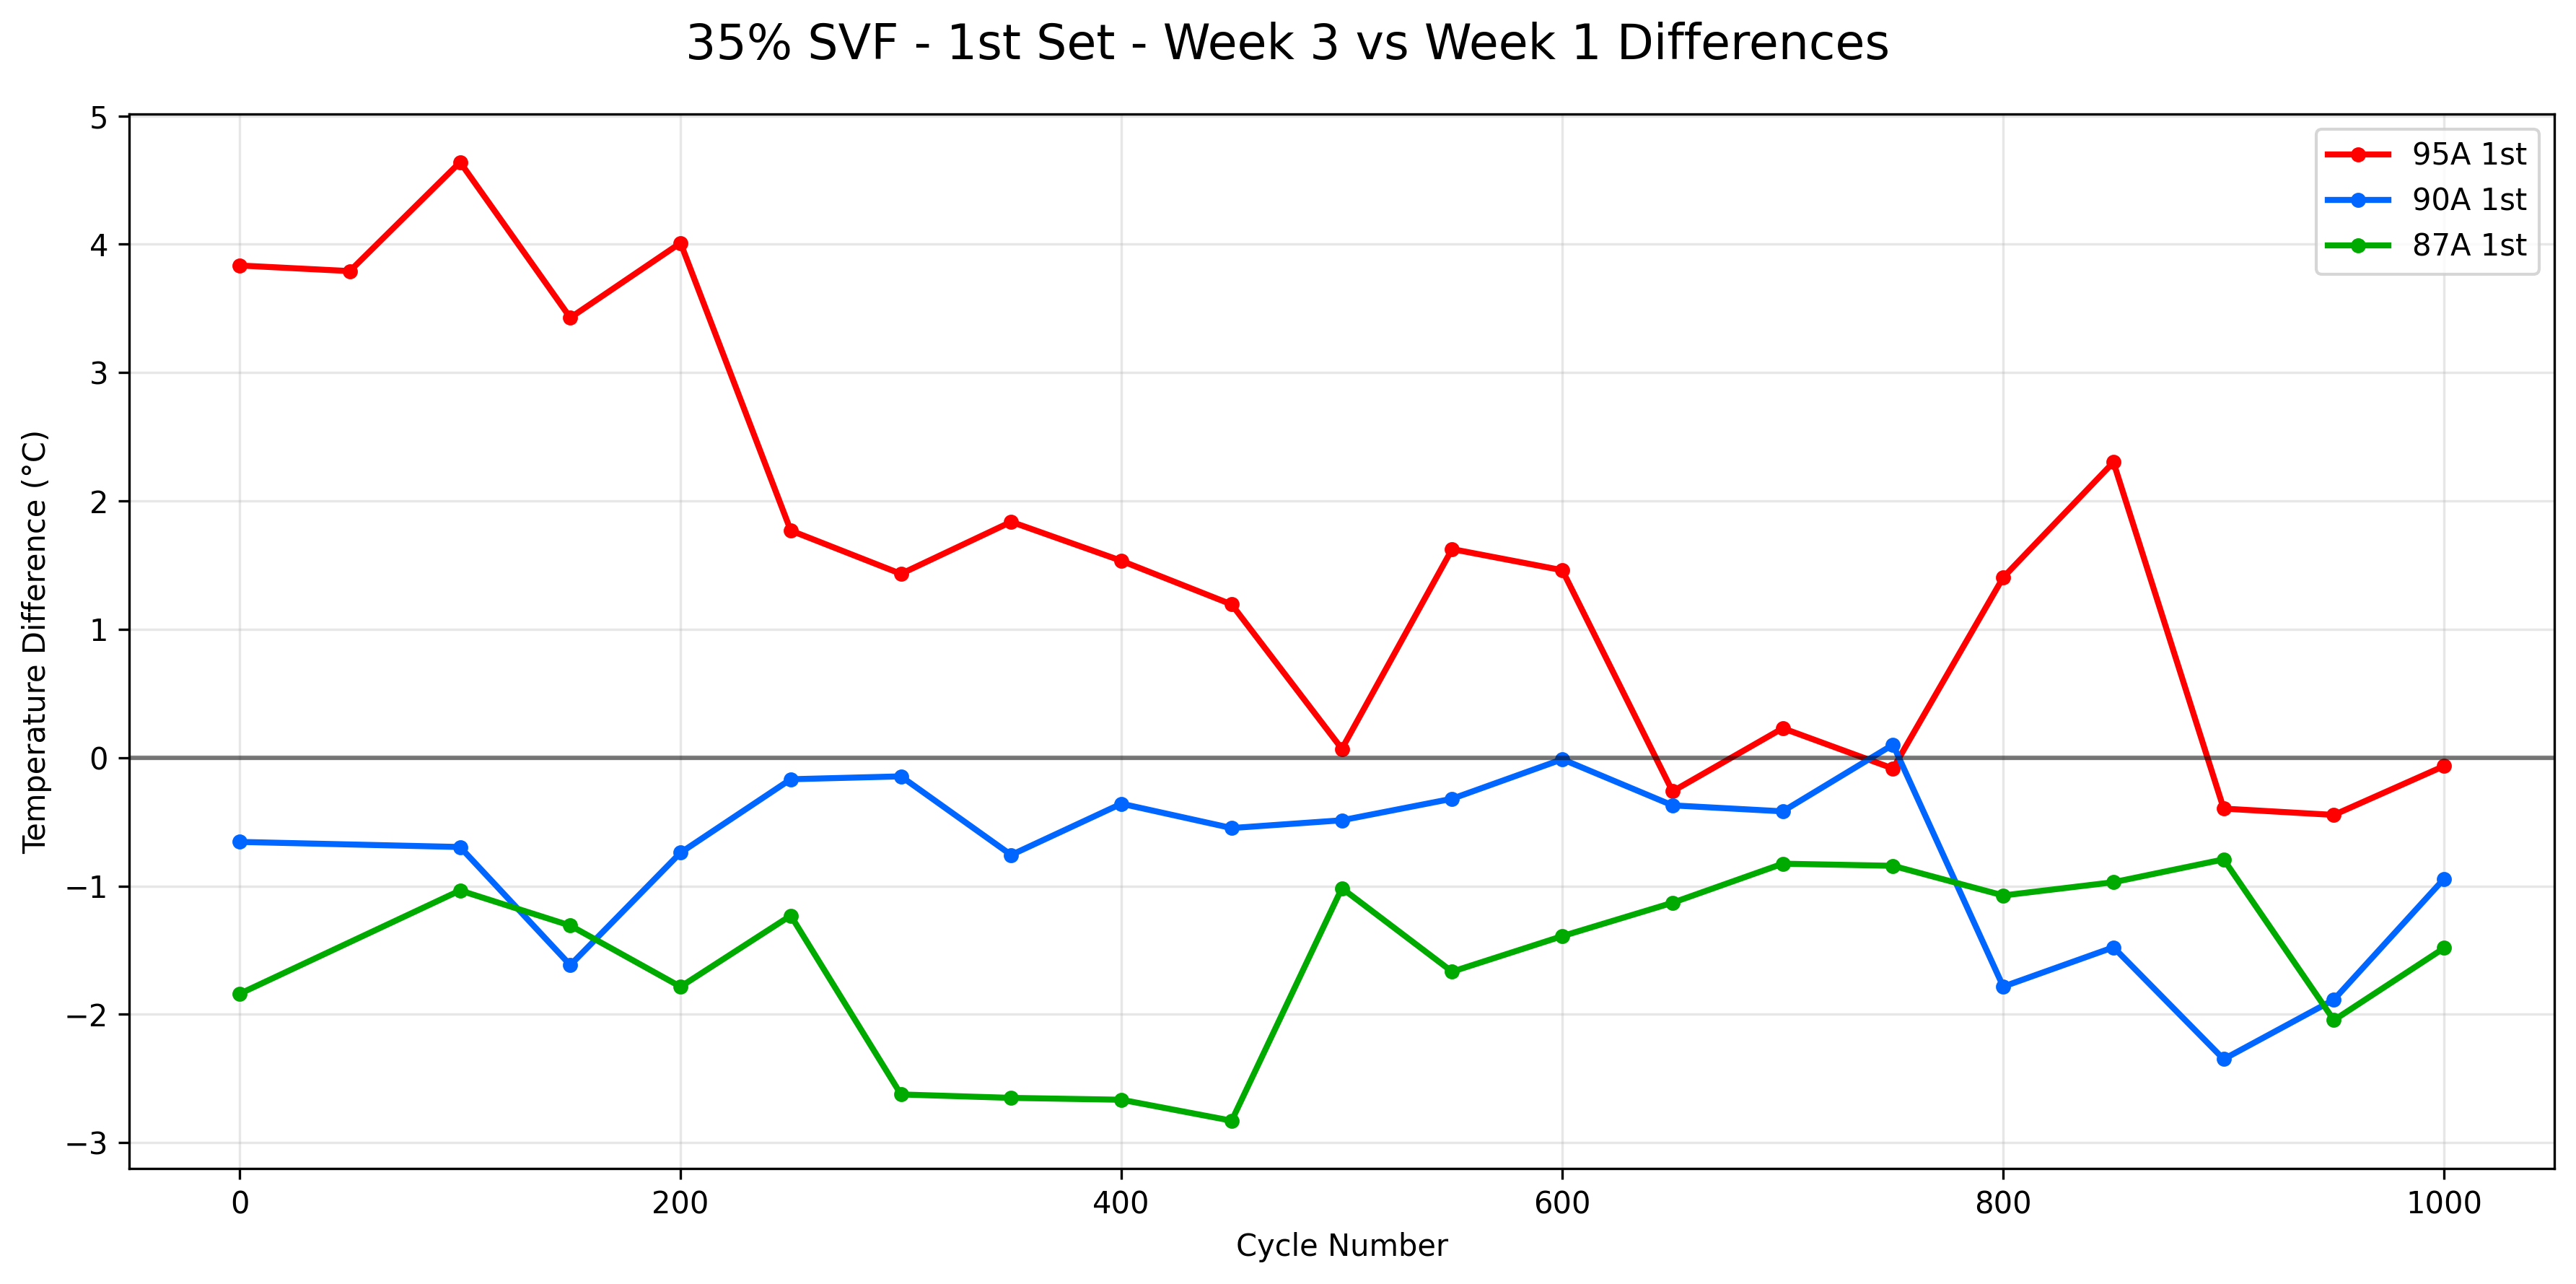 35% SVF - 1st Set - Week 3 vs Week 1 Differences
5
4
3
2
1
0
−1
−2
−3
Temperature Difference (°C)
95A 1st
90A 1st
87A 1st
0
200
400
600
800
1000
Cycle Number